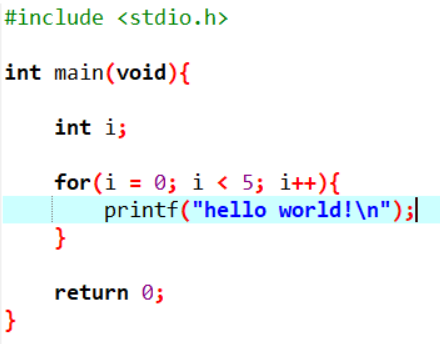 #include <stdio.h>
int main(void){
int i;
for(i = 0; i < 5; i++){
printf("hello world!\n");
}
return 0;
}